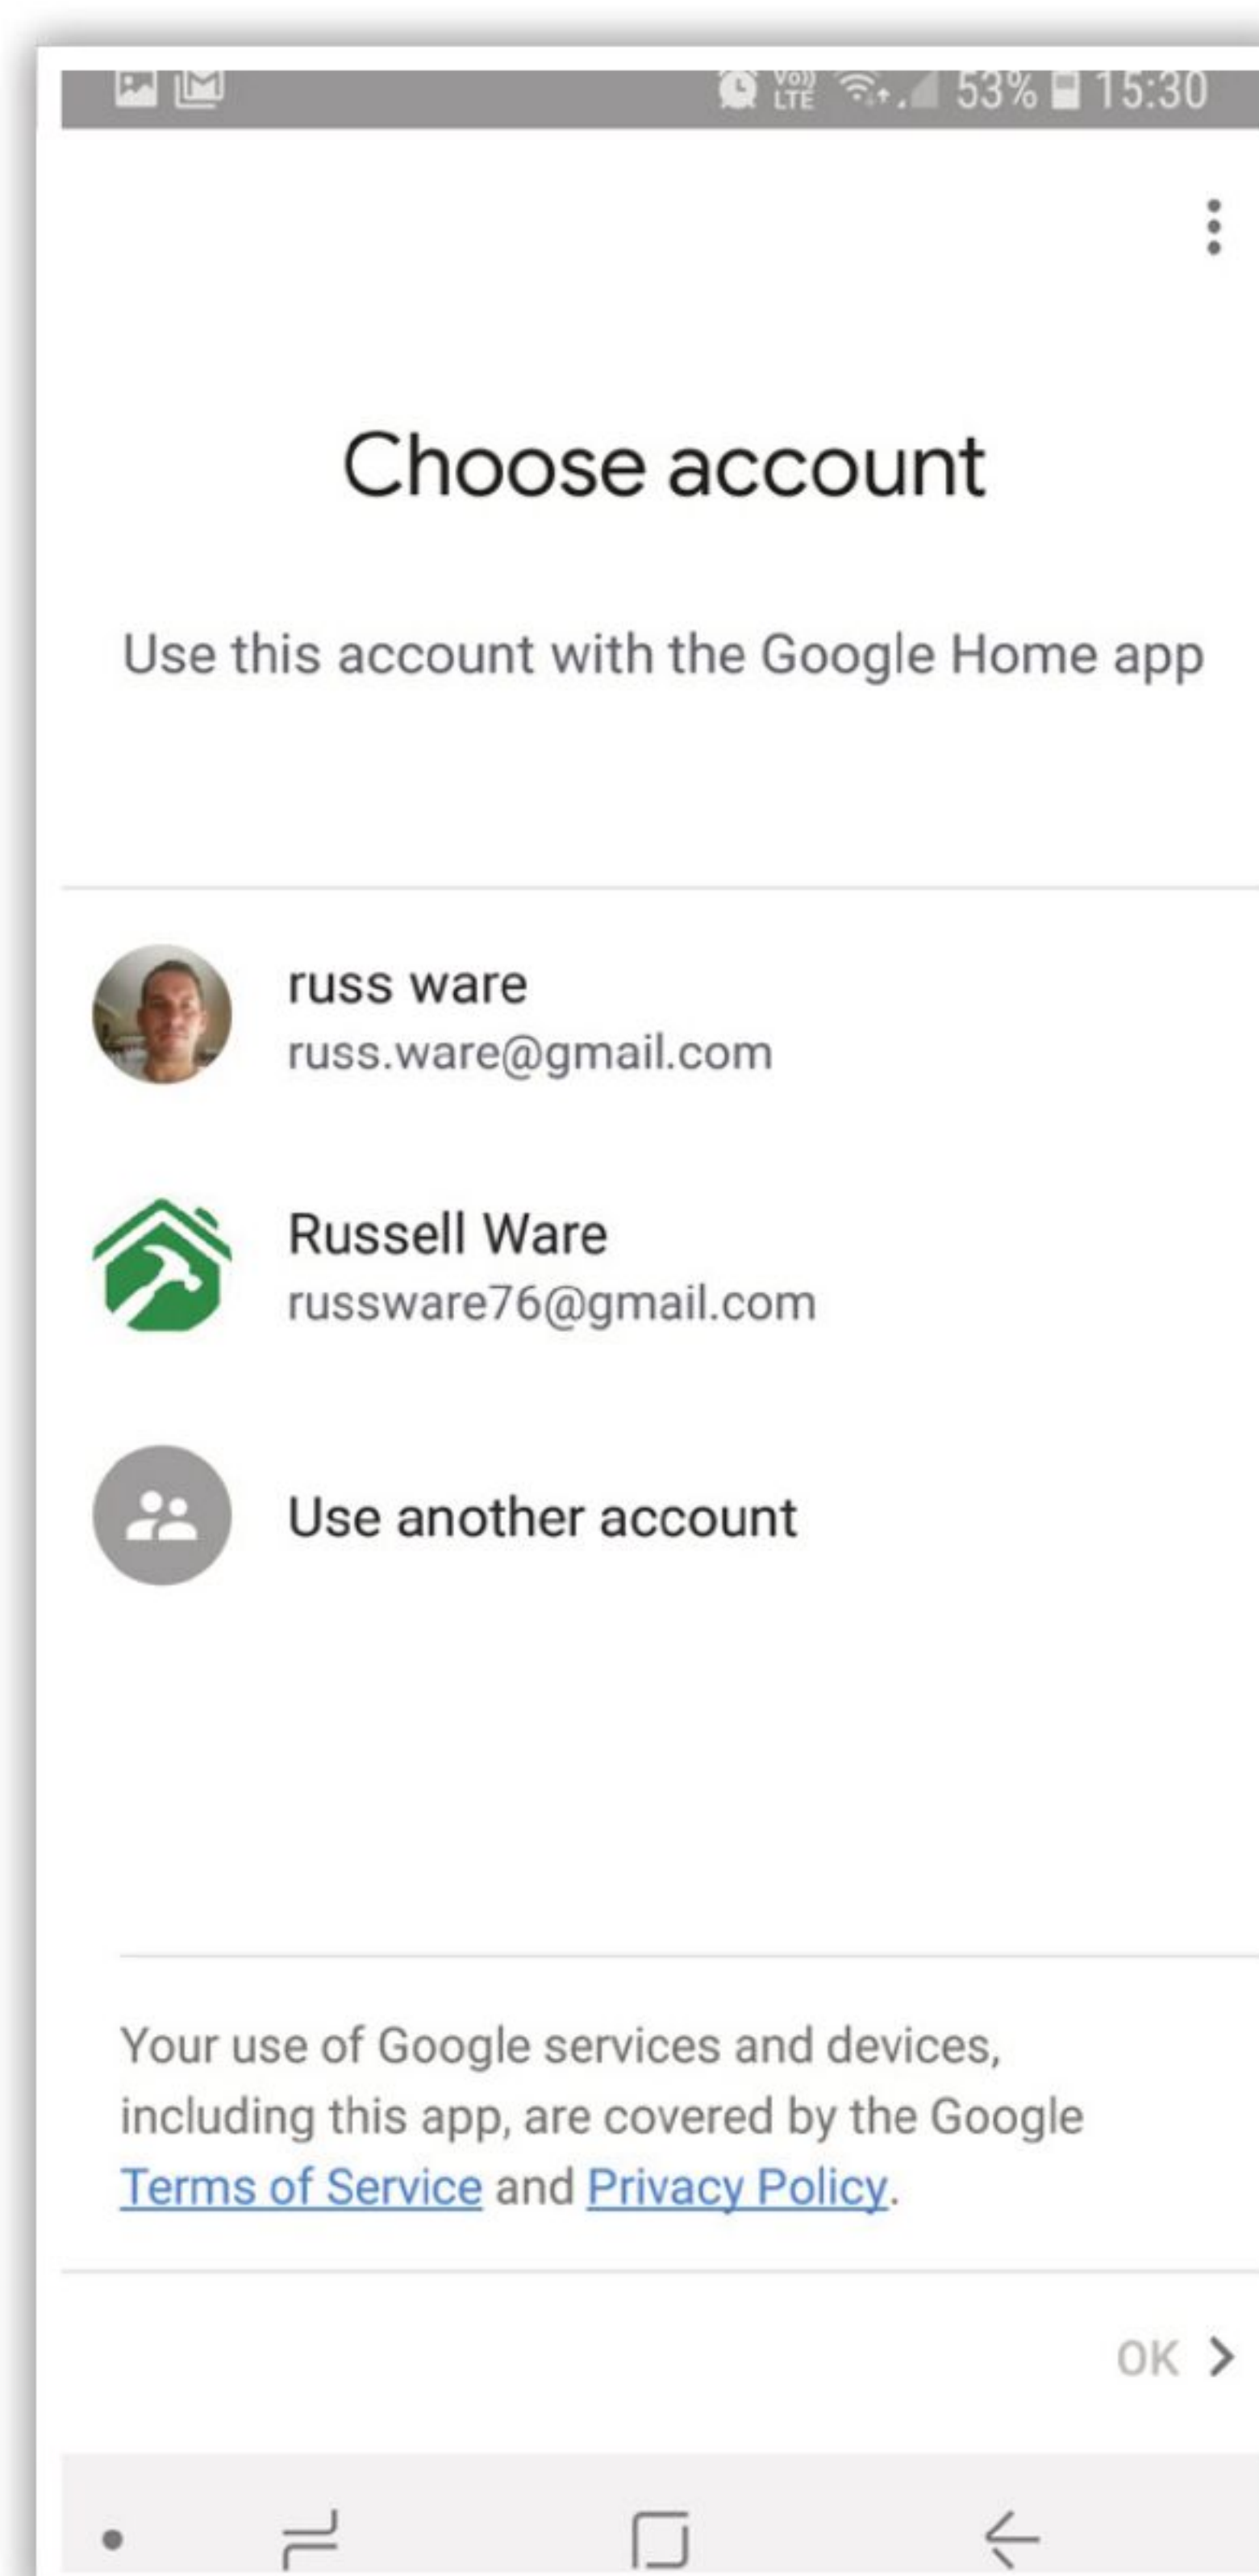 Vo)) LTE 53% 15:30
Choose account
Use this account with the Google Home app
russ ware
russ.ware@gmail.com
Russell Ware
russware76@gmail.com
Use another account
Your use of Google services and devices,
including this app, are covered by the Google
Terms of Service and Privacy Policy.
OK